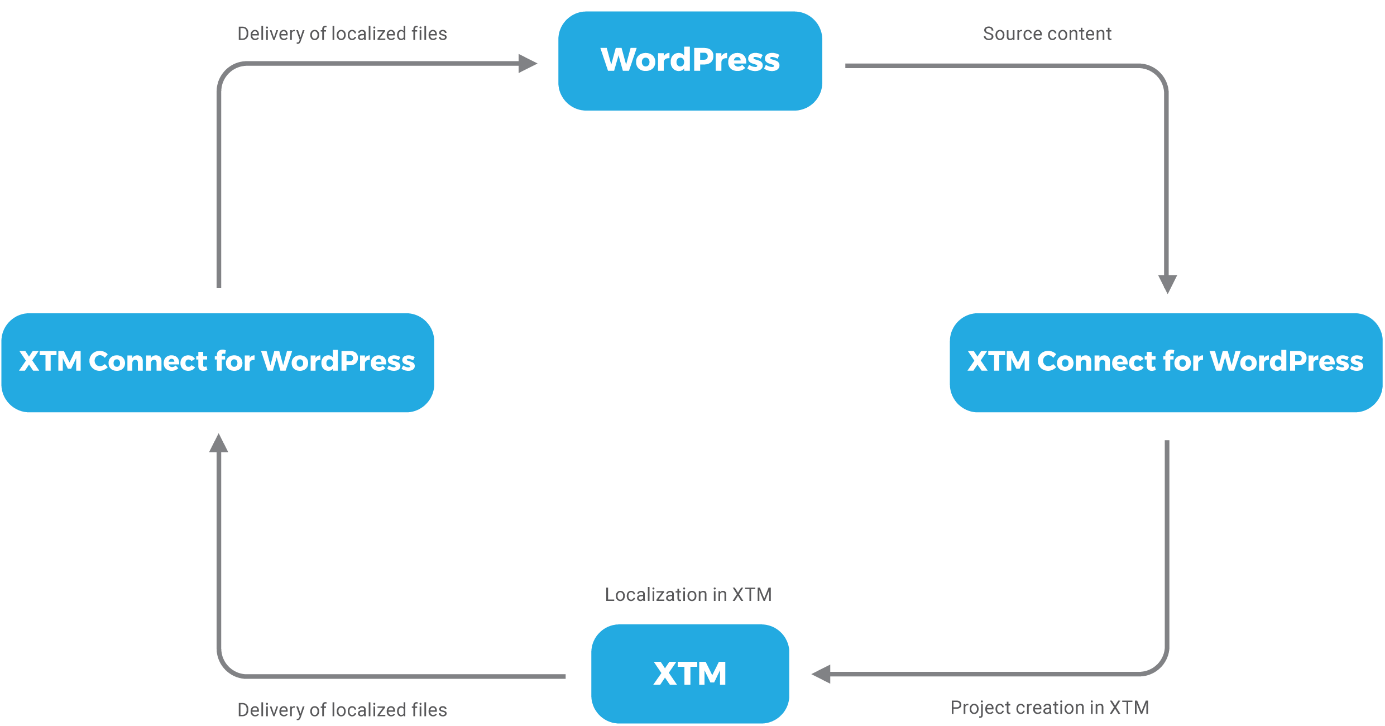 Delivery of localized files
WordPress
Source content
XTM Connect for WordPress
XTM Connect for WordPress
Localization in XTM
XTM
Delivery of localized files
Project creation in XTM